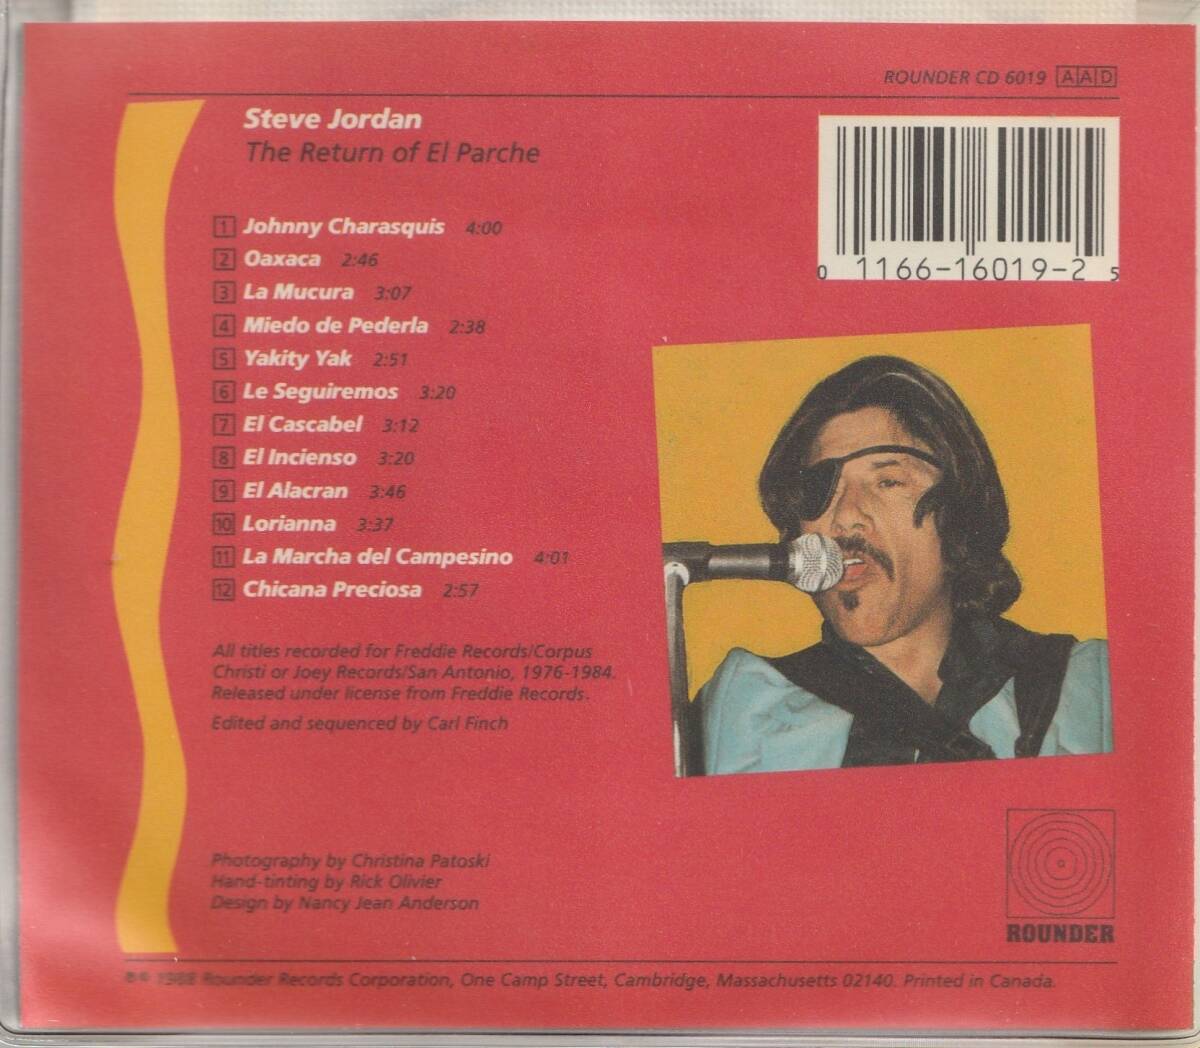 ROUNDER CD 6019 AAD
Steve Jordan
The Return of El Parche
1 Johnny Charasquis 4:00
2 Oaxaca 2:46
3 La Mucura 3:07
4 Miedo de Pederla 2:38
5 Yakity Yak 2:51
6 Le Seguiremos 3:20
7 El Cascabel 3:12
8 El Incienso 3:20
9 El Alacran 3:46
10 Lorianna 3:37
11 La Marcha del Campesino 4:01
12 Chicana Preciosa 2:57
0 1166-16019-2 5
All titles recorded for Freddie Records/Corpus
Christi or Joey Records/San Antonio, 1976-1984.
Released under license from Freddie Records.
Edited and sequenced by Carl Finch
Photography by Christina Patoski
Hand-tinting by Rick Olivier
Design by Nancy Jean Anderson
ROUNDER
℗© 1988 Rounder Records Corporation, One Camp Street, Cambridge, Massachusetts 02140. Printed in Canada.